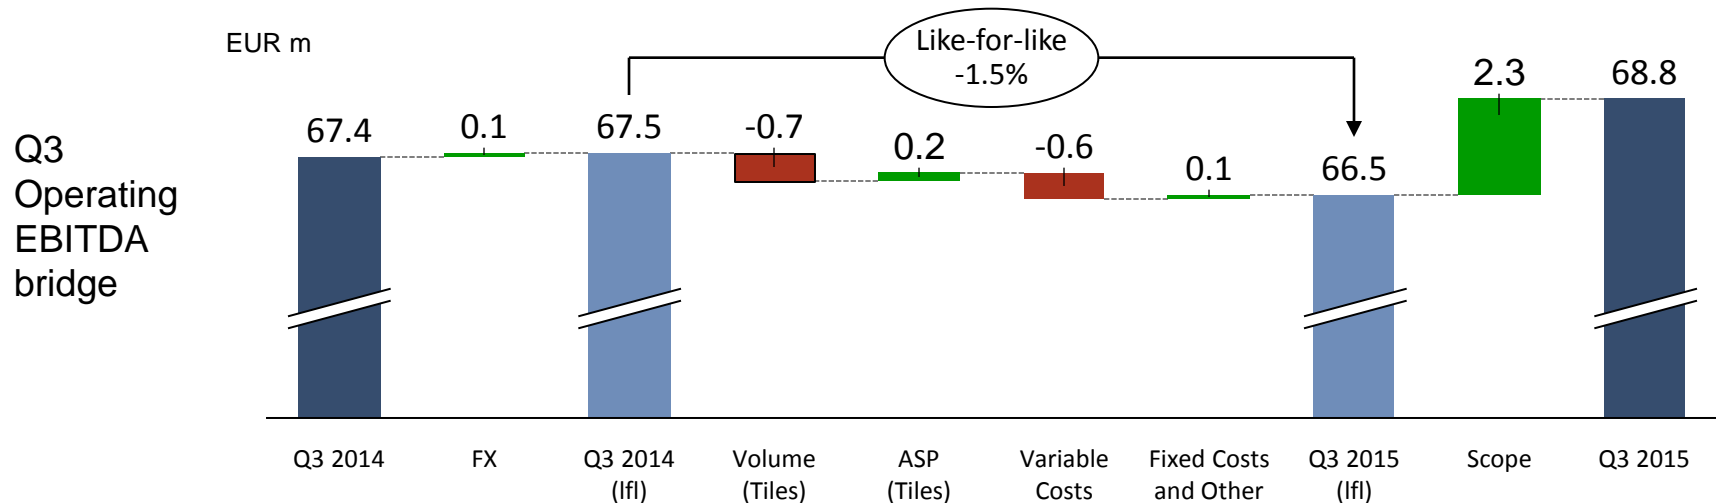 EUR m
Like-for-like
-1.5%
Q3
Operating
EBITDA
bridge
67.4
0.1
67.5
-0.7
0.2
-0.6
0.1
66.5
2.3
68.8
Q3 2014
FX
Q3 2014
(lfl)
Volume
(Tiles)
ASP
(Tiles)
Variable
Costs
Fixed Costs
and Other
Q3 2015
(lfl)
Scope
Q3 2015